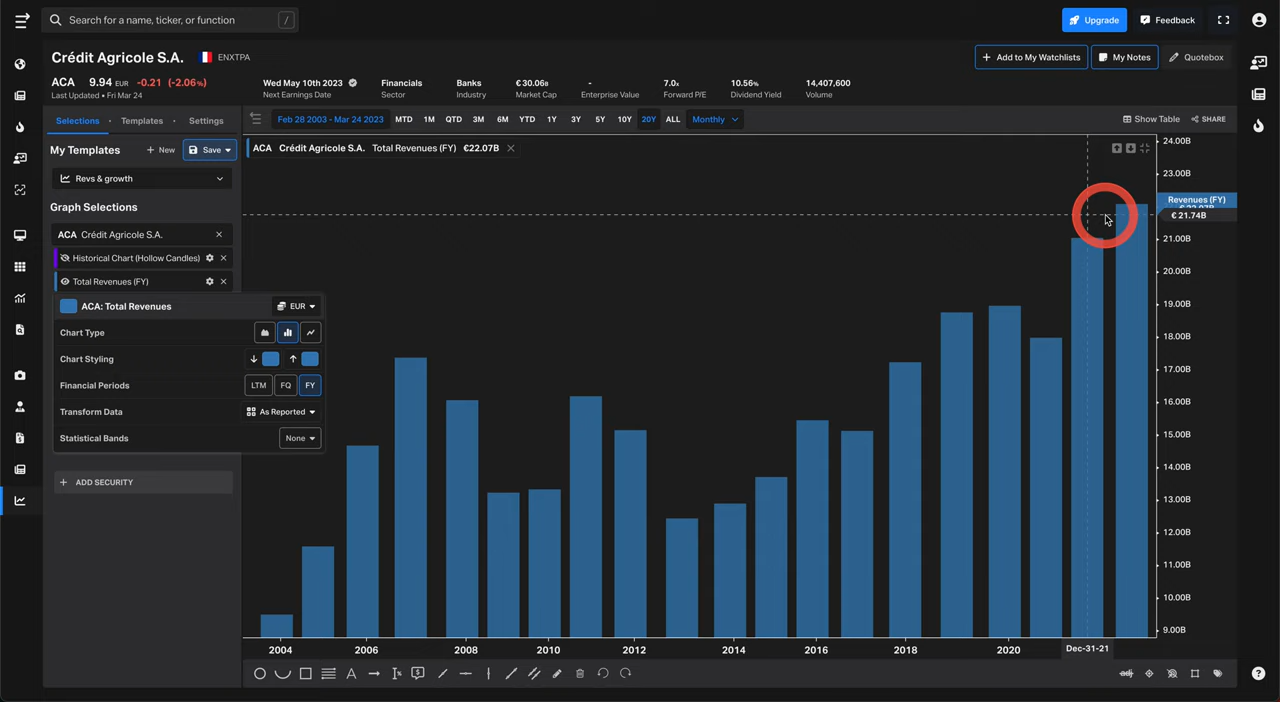 Search for a name, ticker, or function /
Upgrade
Feedback
Crédit Agricole S.A. ENXTPA
ACA 9.94 EUR -0.21 (-2.06%)
Last Updated • Fri Mar 24
Wed May 10th 2023
Next Earnings Date
Financials
Sector
Banks
Industry
€30.06B
Market Cap
-
Enterprise Value
7.0x
Forward P/E
10.56%
Dividend Yield
14,407,600
Volume
+ Add to My Watchlists
My Notes
Quotebox
Selections • Templates • Settings
Feb 28 2003 - Mar 24 2023 MTD 1M QTD 3M 6M YTD 1Y 3Y 5Y 10Y 20Y ALL Monthly
Show Table
SHARE
My Templates + New Save
Revs & growth
Graph Selections
ACA Crédit Agricole S.A.
Historical Chart (Hollow Candles)
Total Revenues (FY)
ACA: Total Revenues EUR
Chart Type
Chart Styling
Financial Periods LTM FQ FY
Transform Data As Reported
Statistical Bands None
+ ADD SECURITY
ACA Crédit Agricole S.A. Total Revenues (FY) €22.07B
24.00B
23.00B
Revenues (FY)
€ 21.74B
21.00B
20.00B
19.00B
18.00B
17.00B
16.00B
15.00B
14.00B
13.00B
12.00B
11.00B
10.00B
9.00B
2004 2006 2008 2010 2012 2014 2016 2018 2020 Dec-31-21